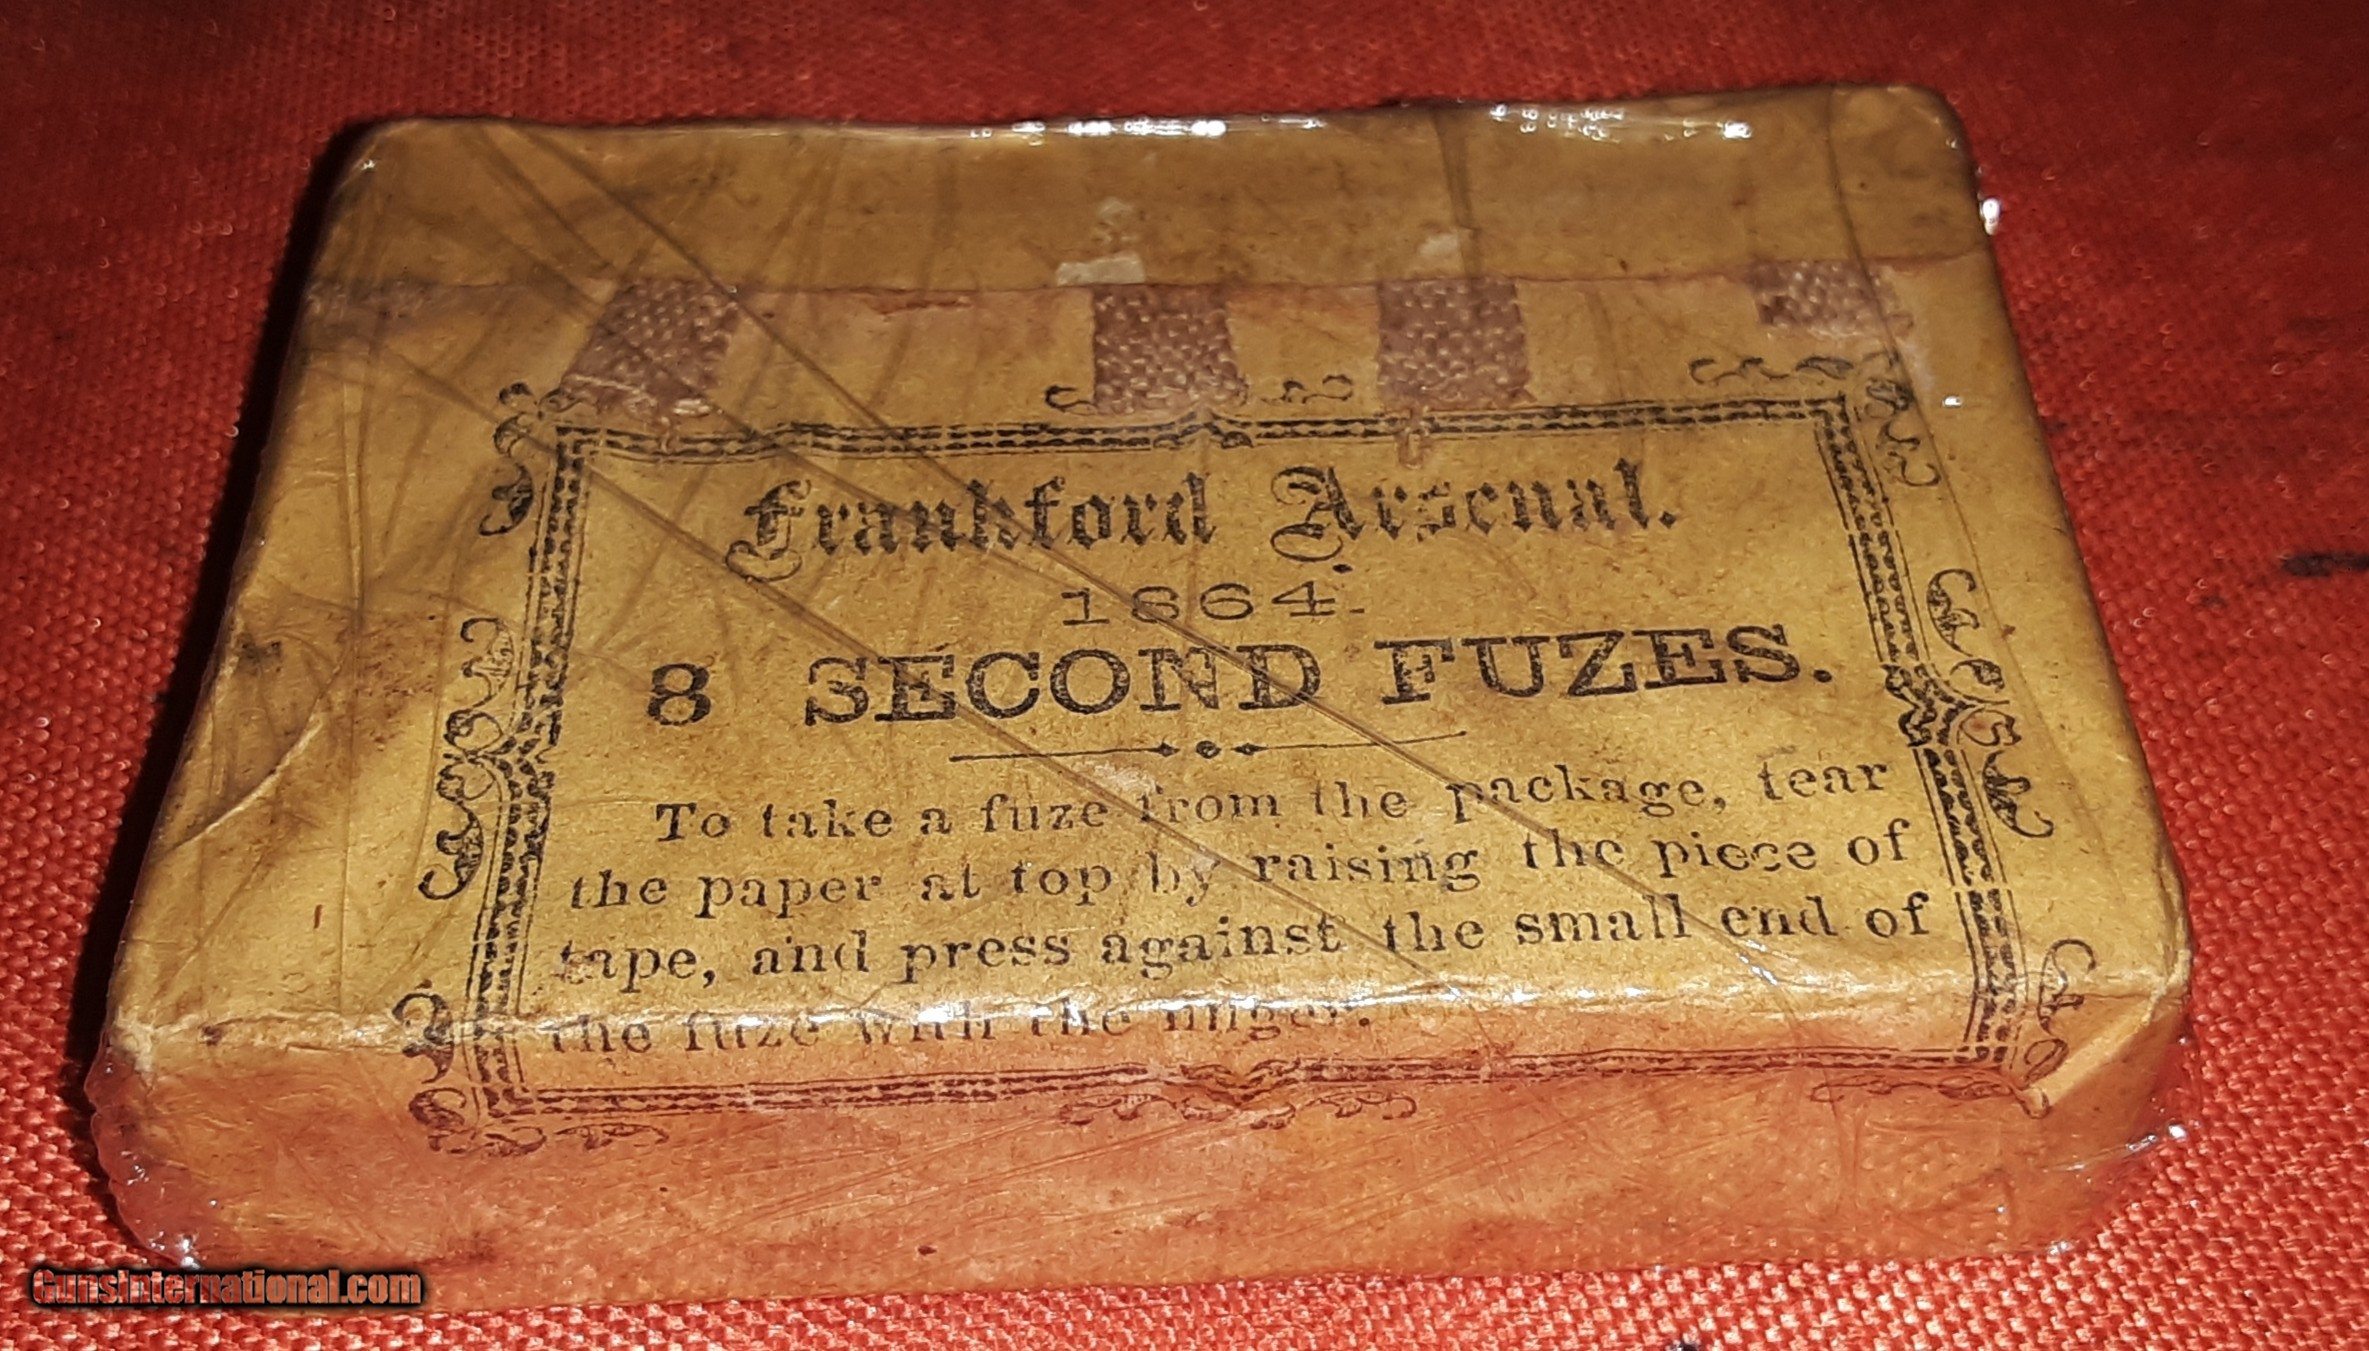 Frankford Arsenal.
1864.
8 SECOND FUZES.
To take a fuze from the package, tear
the paper at top by raising the piece of
tape, and press against the small end of
the fuze with the finger.
GunsInternational.com